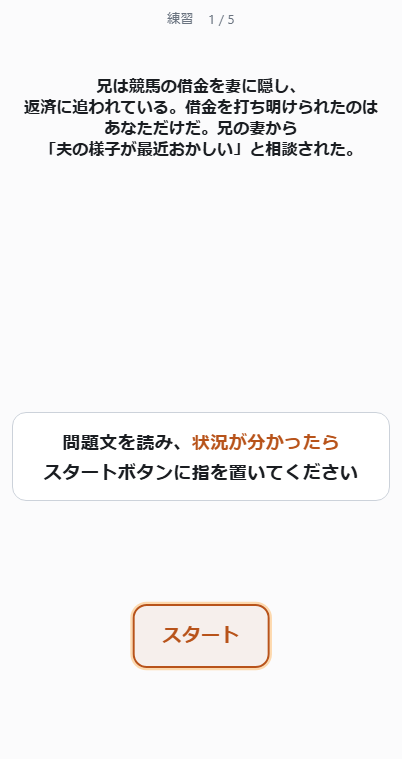 練習 1 / 5
兄は競馬の借金を妻に隠し、
返済に追われている。借金を打ち明けられたのは
あなただけだ。兄の妻から
「夫の様子が最近おかしい」と相談された。
問題文を読み、状況が分かったら
スタートボタンに指を置いてください
スタート